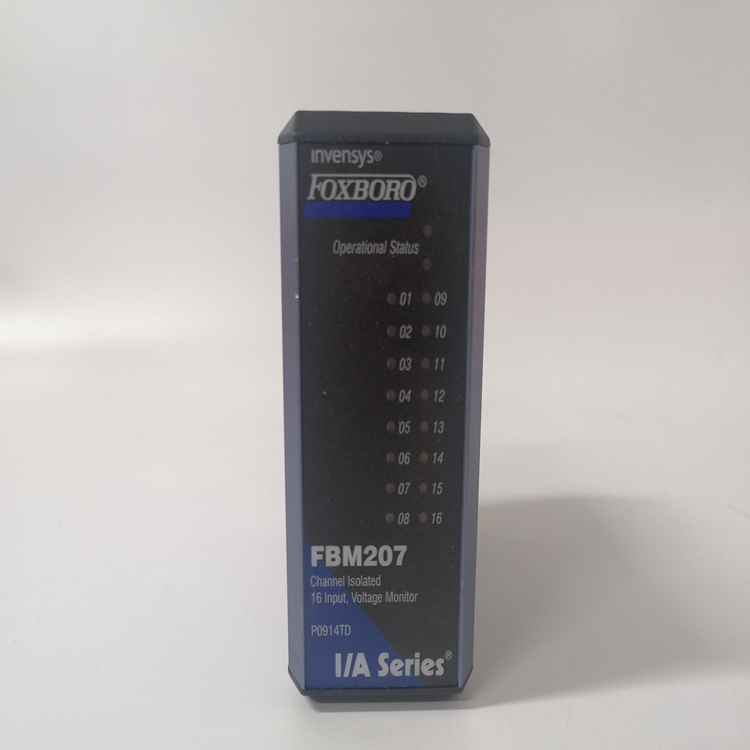 invensys®
FOXBORO®
Operational Status
01 09
02 10
03 11
04 12
05 13
06 14
07 15
08 16
FBM207
Channel Isolated
16 Input, Voltage Monitor
P0914TD
I/A Series®